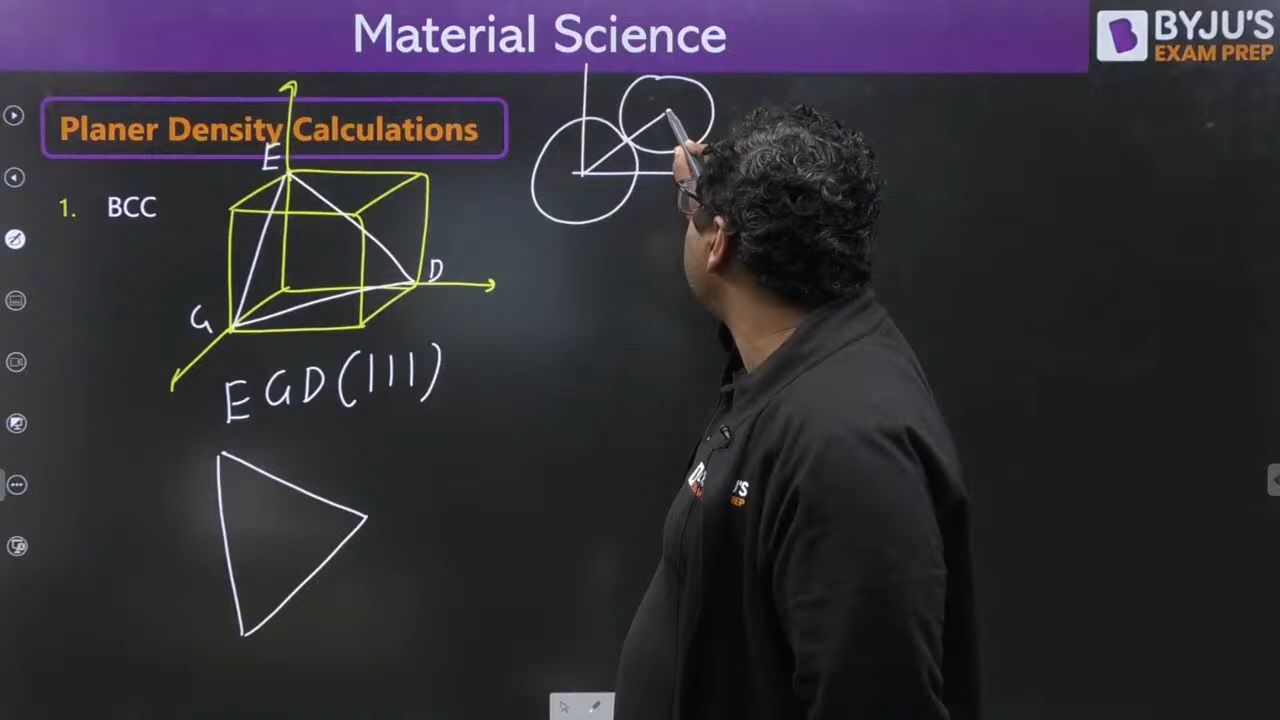 Material Science
BYJU'S
EXAM PREP
Planer Density Calculations
E
1. BCC
D
G
EGD(111)